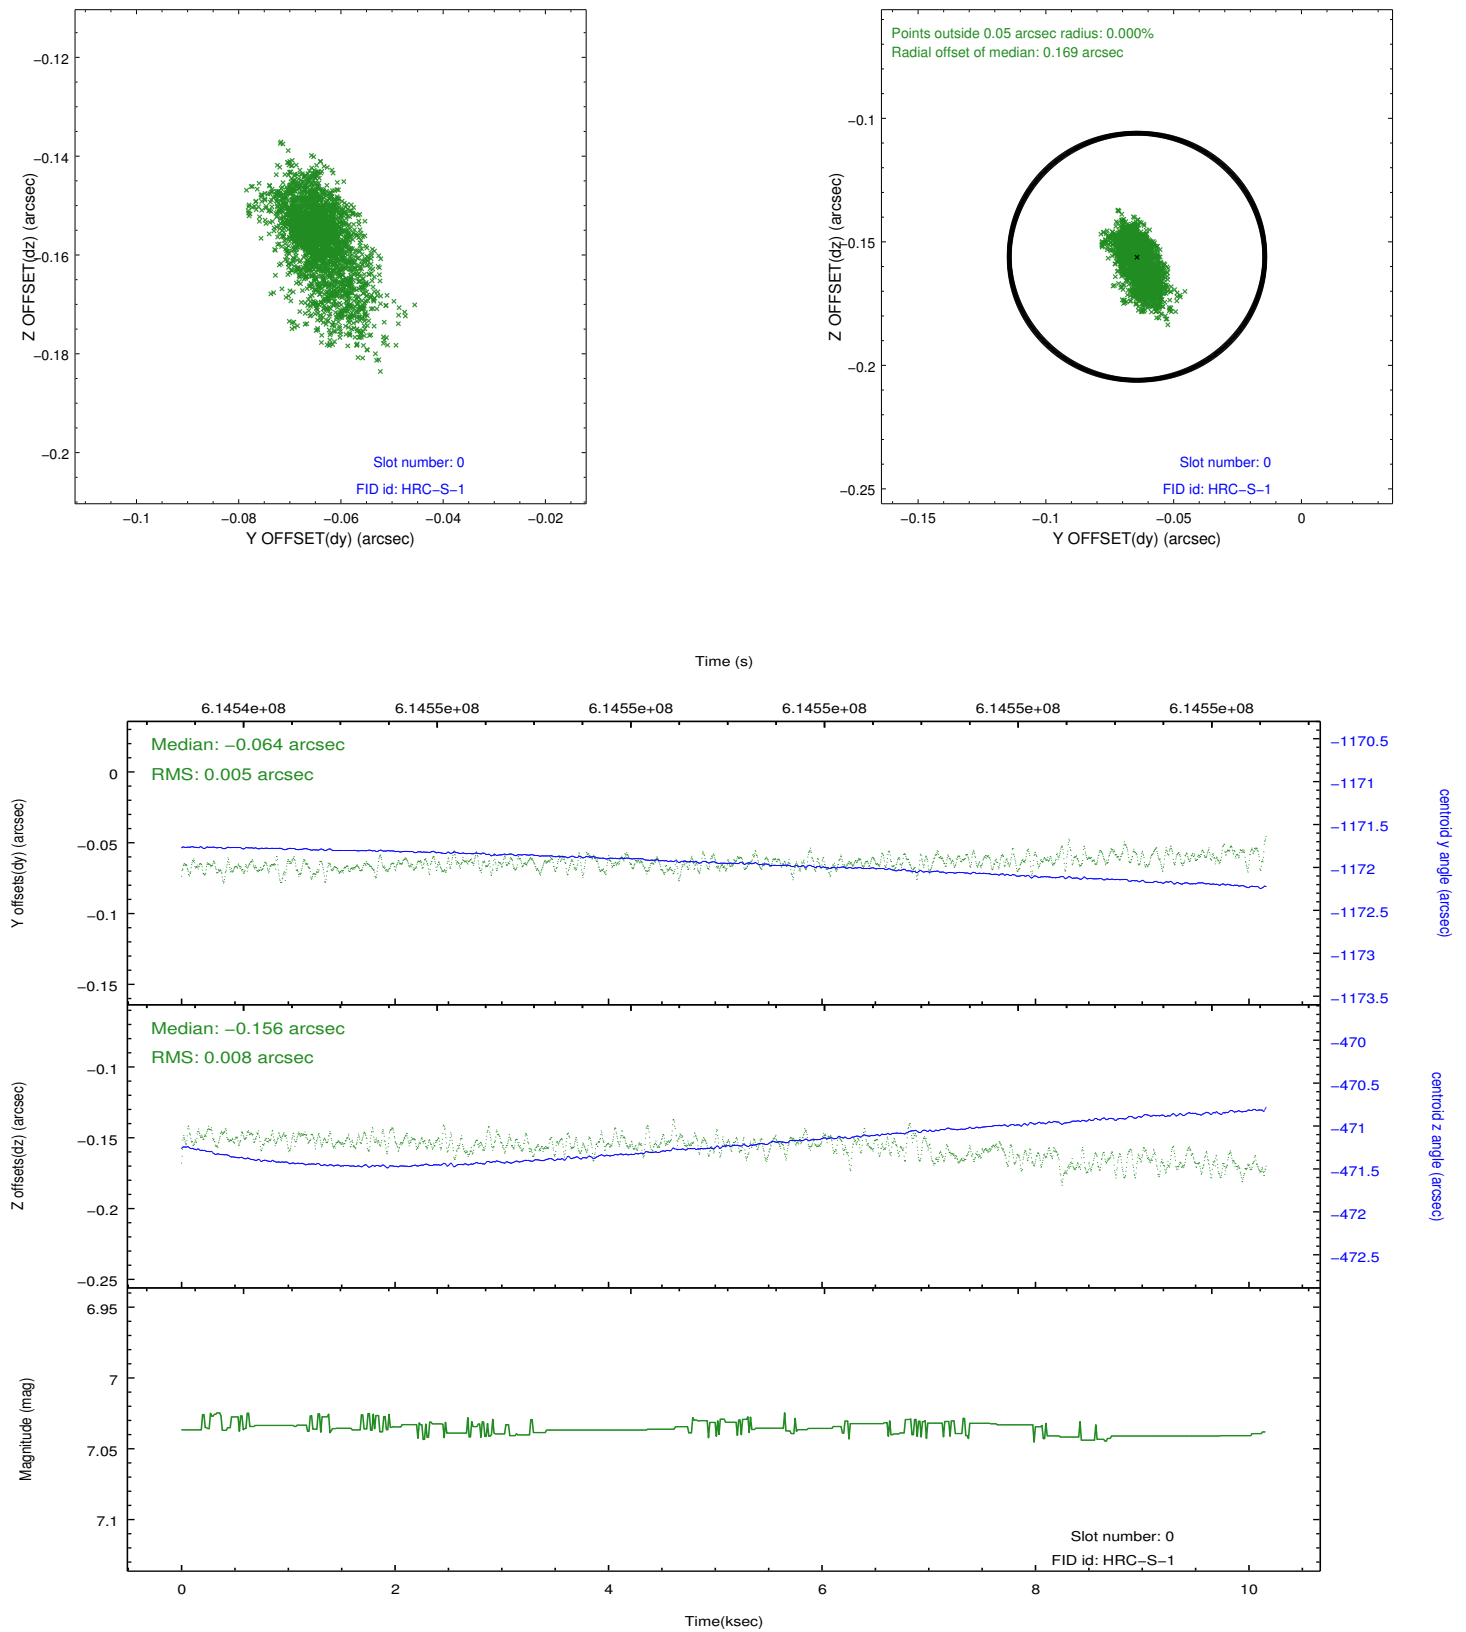 −0.12
−0.14
−0.16
−0.18
−0.2
Z OFFSET(dz) (arcsec)
Slot number: 0
FID id: HRC−S−1
−0.1
−0.08
−0.06
−0.04
−0.02
Y OFFSET(dy) (arcsec)
Points outside 0.05 arcsec radius: 0.000%
Radial offset of median: 0.169 arcsec
−0.1
−0.15
−0.2
−0.25
Z OFFSET(dz) (arcsec)
Slot number: 0
FID id: HRC−S−1
−0.15
−0.1
−0.05
0
Y OFFSET(dy) (arcsec)
Time (s)
6.1454e+08
6.1455e+08
6.1455e+08
6.1455e+08
6.1455e+08
6.1455e+08
Median: −0.064 arcsec
RMS: 0.005 arcsec
0
−0.05
−0.1
−0.15
Y offsets(dy) (arcsec)
−1170.5
−1171
−1171.5
−1172
−1172.5
−1173
−1173.5
centroid y angle (arcsec)
Median: −0.156 arcsec
RMS: 0.008 arcsec
−0.1
−0.15
−0.2
−0.25
Z offsets(dz) (arcsec)
−470
−470.5
−471
−471.5
−472
−472.5
centroid z angle (arcsec)
6.95
7
7.05
7.1
Magnitude (mag)
Slot number: 0
FID id: HRC−S−1
0
2
4
6
8
10
Time(ksec)